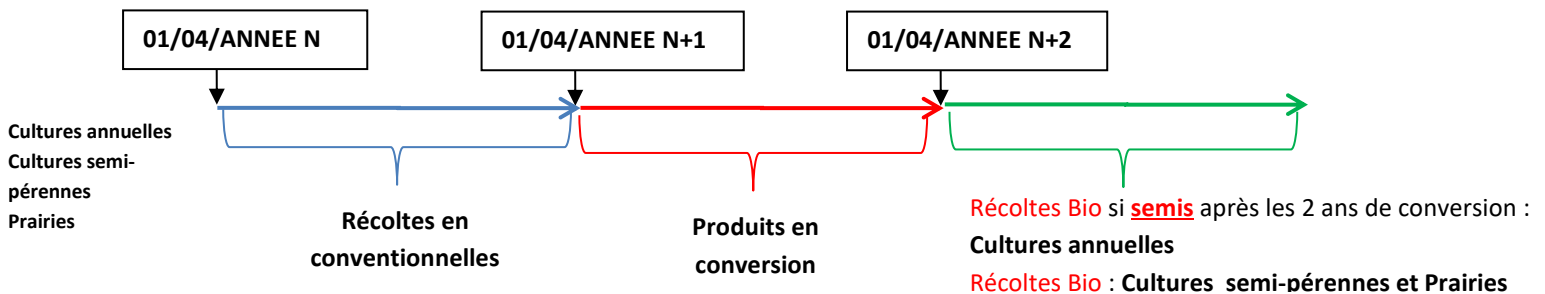 01/04/ANNEE N
01/04/ANNEE N+1
01/04/ANNEE N+2
Cultures annuelles
Cultures semi-
pérennes
Prairies
Récoltes en
conventionnelles
Produits en
conversion
Récoltes Bio si semis après les 2 ans de conversion :
Cultures annuelles
Récoltes Bio : Cultures semi-pérennes et Prairies